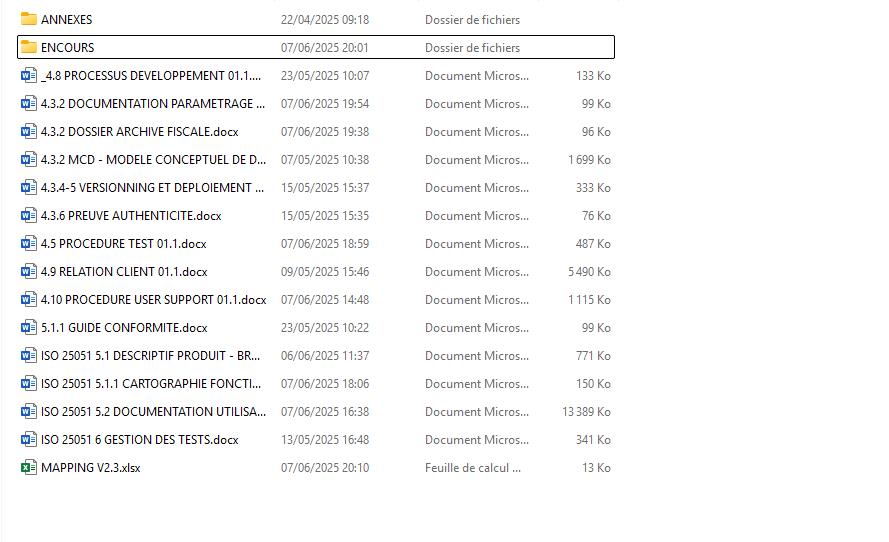 ANNEXES 22/04/2025 09:18 Dossier de fichiers
ENCOURS 07/06/2025 20:01 Dossier de fichiers
_4.8 PROCESSUS DEVELOPPEMENT 01.1.... 23/05/2025 10:07 Document Micros... 133 Ko
4.3.2 DOCUMENTATION PARAMETRAGE ... 07/06/2025 19:54 Document Micros... 99 Ko
4.3.2 DOSSIER ARCHIVE FISCALE.docx 07/06/2025 19:38 Document Micros... 96 Ko
4.3.2 MCD - MODELE CONCEPTUEL DE D... 07/05/2025 10:38 Document Micros... 1 699 Ko
4.3.4-5 VERSIONNING ET DEPLOIEMENT ... 15/05/2025 15:37 Document Micros... 333 Ko
4.3.6 PREUVE AUTHENTICITE.docx 15/05/2025 15:35 Document Micros... 76 Ko
4.5 PROCEDURE TEST 01.1.docx 07/06/2025 18:59 Document Micros... 487 Ko
4.9 RELATION CLIENT 01.1.docx 09/05/2025 15:46 Document Micros... 5 490 Ko
4.10 PROCEDURE USER SUPPORT 01.1.docx 07/06/2025 14:48 Document Micros... 1 115 Ko
5.1.1 GUIDE CONFORMITE.docx 23/05/2025 10:22 Document Micros... 99 Ko
ISO 25051 5.1 DESCRIPTIF PRODUIT - BR... 06/06/2025 11:37 Document Micros... 771 Ko
ISO 25051 5.1.1 CARTOGRAPHIE FONCTI... 07/06/2025 18:06 Document Micros... 150 Ko
ISO 25051 5.2 DOCUMENTATION UTILISA... 07/06/2025 16:38 Document Micros... 13 389 Ko
ISO 25051 6 GESTION DES TESTS.docx 13/05/2025 16:48 Document Micros... 341 Ko
MAPPING V2.3.xlsx 07/06/2025 20:10 Feuille de calcul ... 13 Ko